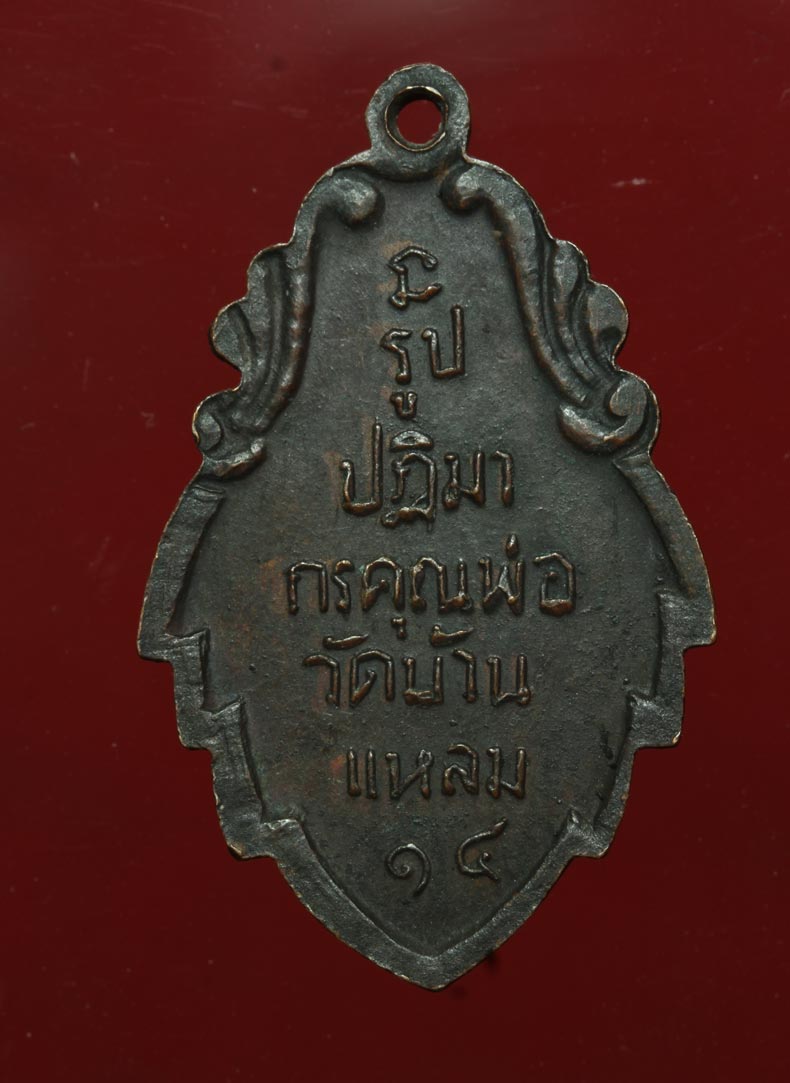 รูป
ปฏิมา
กรคุณพ่อ
วัดบ้าน
แหลม
๑๔